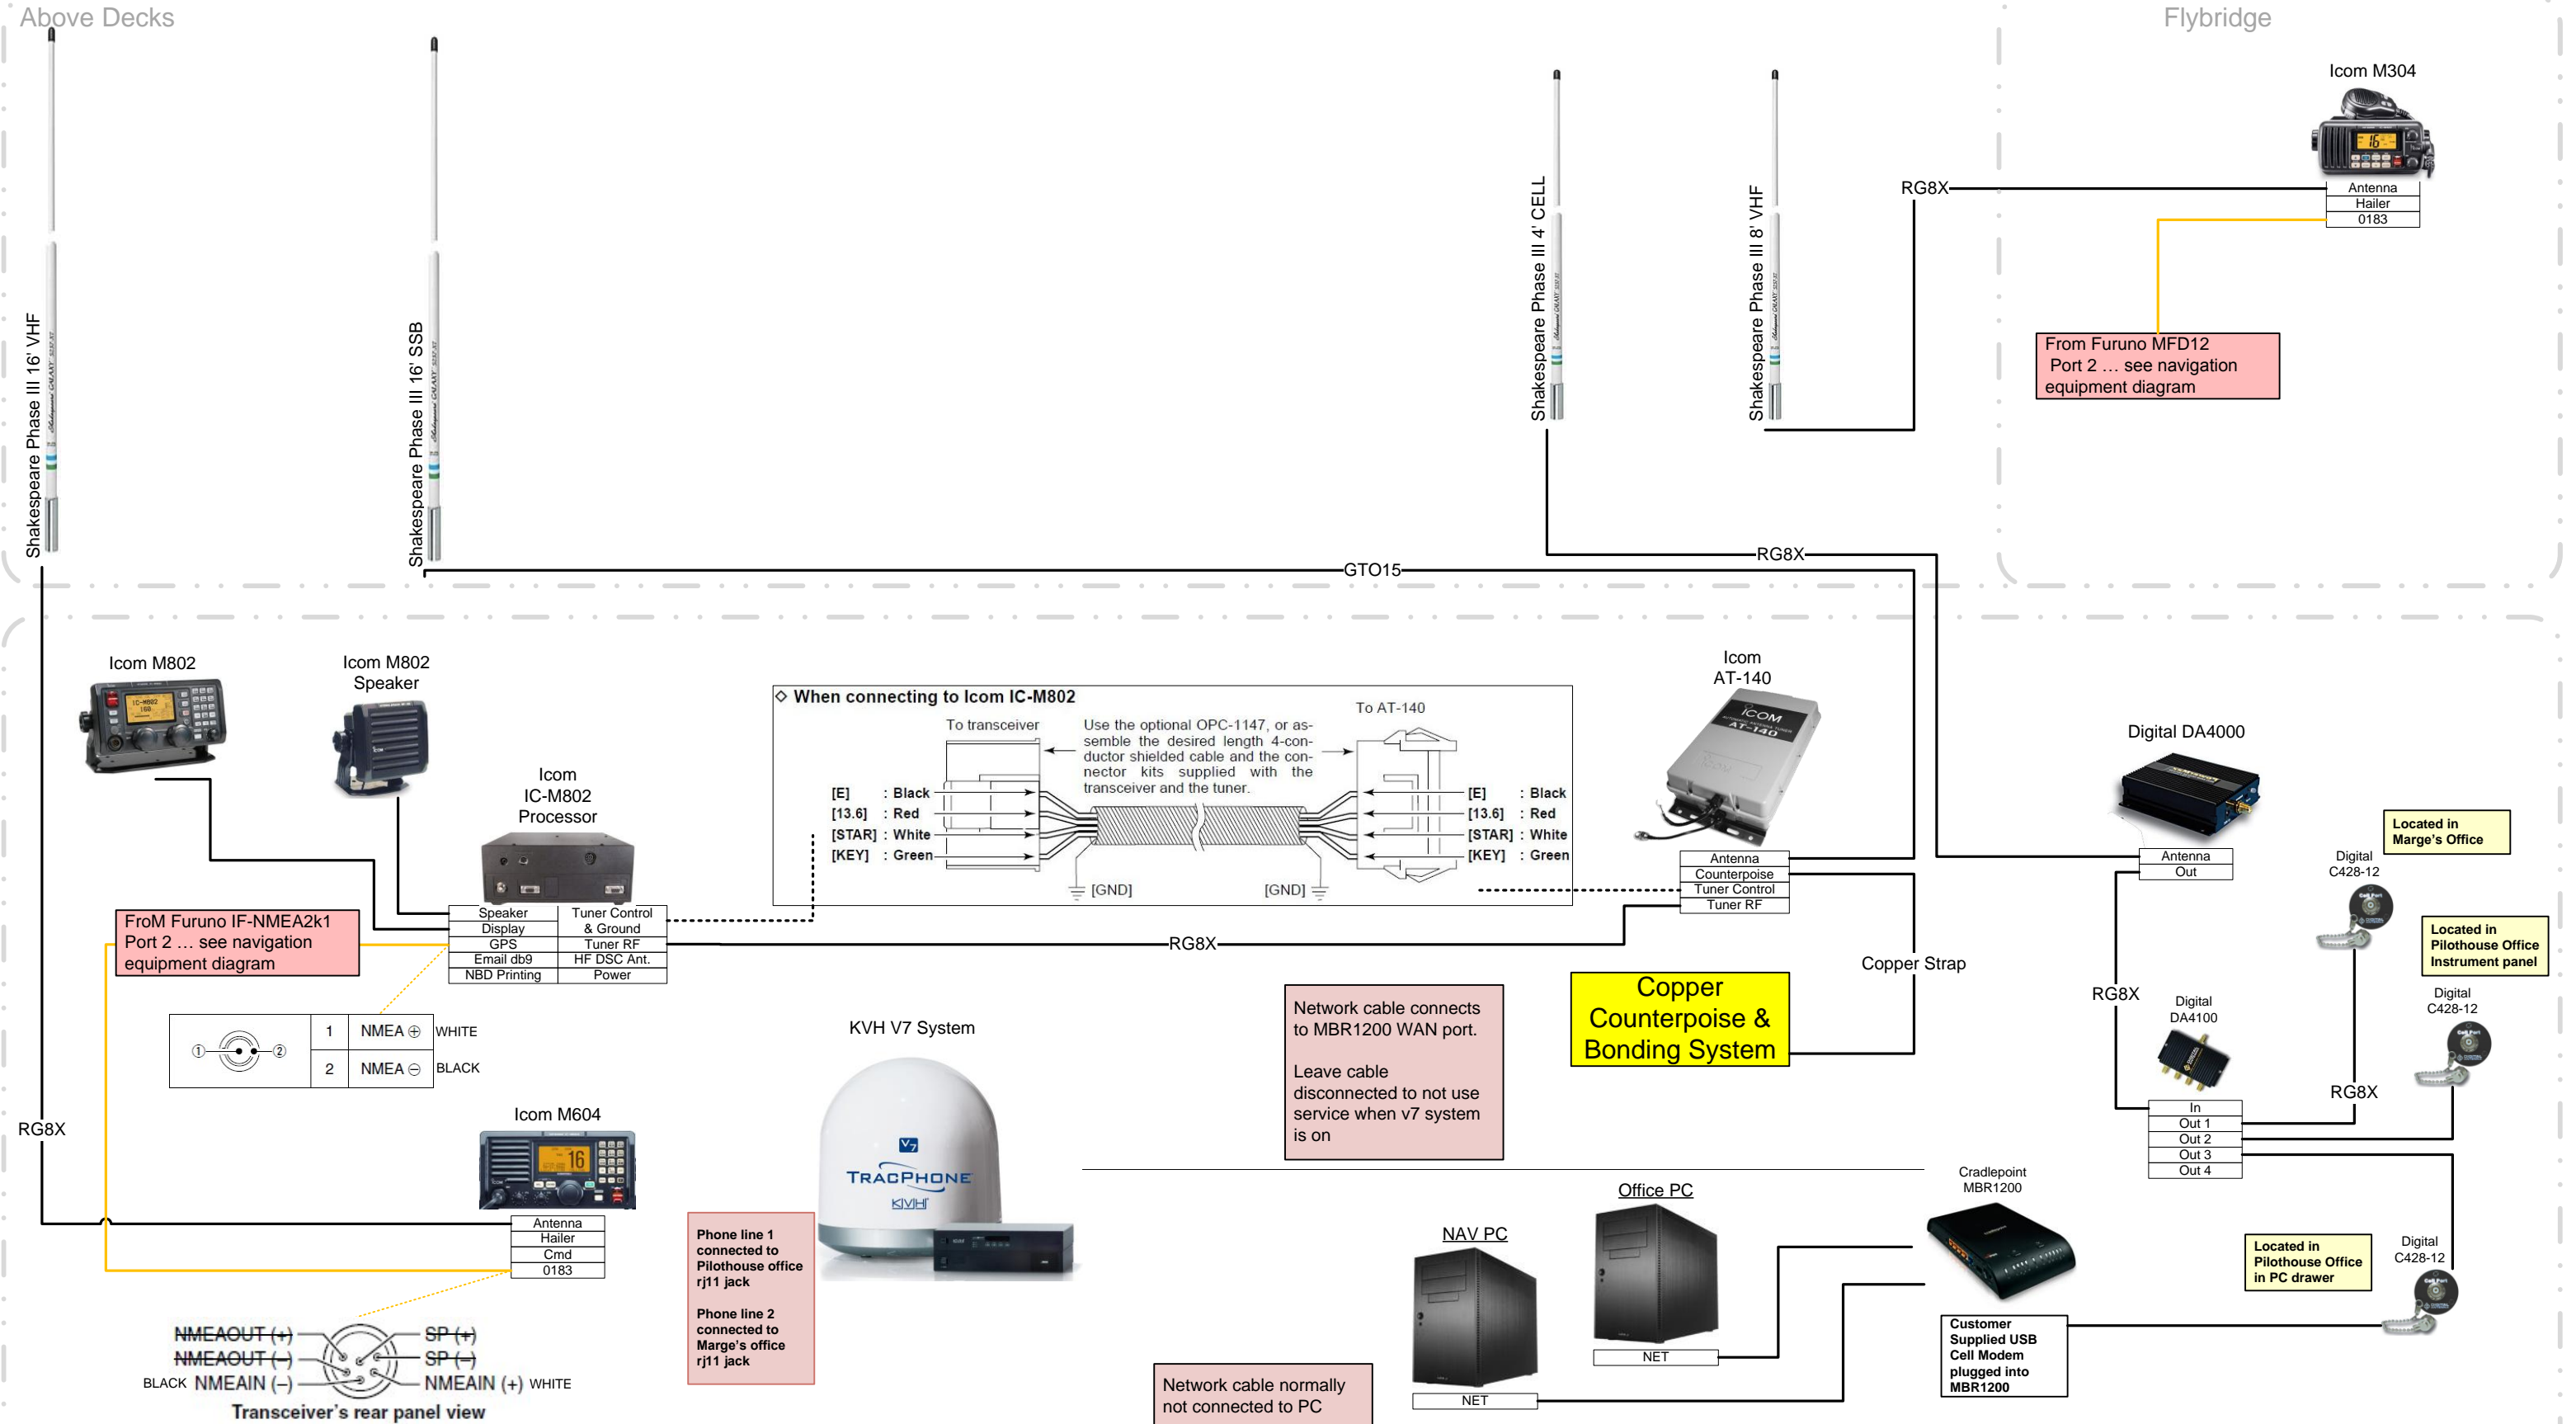 Above Decks
Flybridge
Icom M304
16
Antenna
Hailer
0183
RG8X
From Furuno MFD12
Port 2 … see navigation
equipment diagram
Shakespeare Phase III 16' VHF
Shakespeare Phase III 16' SSB
Shakespeare Phase III 4' CELL
Shakespeare Phase III 8' VHF
RG8X
GTO15
Icom M802
Icom M802
Speaker
Icom
IC-M802
Processor
Speaker
Tuner Control
Display
& Ground
GPS
Tuner RF
Email db9
HF DSC Ant.
NBD Printing
Power
FroM Furuno IF-NMEA2k1
Port 2 … see navigation
equipment diagram
1 NMEA ⊕ WHITE
2 NMEA ⊖ BLACK
① ②
◇ When connecting to Icom IC-M802
To transceiver
To AT-140
Use the optional OPC-1147, or as-
semble the desired length 4-con-
ductor shielded cable and the con-
nector kits supplied with the
transceiver and the tuner.
[E] : Black
[13.6] : Red
[STAR] : White
[KEY] : Green
[GND]
[GND]
[E] : Black
[13.6] : Red
[STAR] : White
[KEY] : Green
Icom
AT-140
ICOM
AT-140
Antenna
Counterpoise
Tuner Control
Tuner RF
RG8X
Copper Strap
Copper
Counterpoise &
Bonding System
Digital DA4000
Antenna
Out
RG8X
Digital
DA4100
In
Out 1
Out 2
Out 3
Out 4
RG8X
Located in
Marge's Office
Digital
C428-12
Located in
Pilothouse Office
Instrument panel
Digital
C428-12
Located in
Pilothouse Office
in PC drawer
Digital
C428-12
RG8X
Icom M604
16
Antenna
Hailer
Cmd
0183
NMEAOUT (+)
NMEAOUT (–)
BLACK NMEAIN (–)
SP (+)
SP (–)
NMEAIN (+) WHITE
Transceiver's rear panel view
KVH V7 System
V7
TRACPHONE
KVH
Phone line 1
connected to
Pilothouse office
rj11 jack
Phone line 2
connected to
Marge's office
rj11 jack
Network cable connects
to MBR1200 WAN port.
Leave cable
disconnected to not use
service when v7 system
is on
Network cable normally
not connected to PC
NAV PC
NET
Office PC
NET
Cradlepoint
MBR1200
Customer
Supplied USB
Cell Modem
plugged into
MBR1200